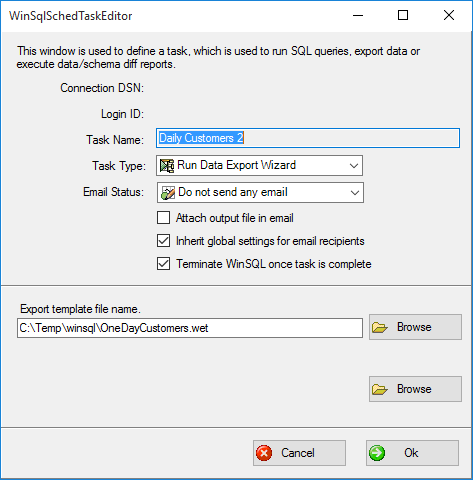 WinSqlSchedTaskEditor
This window is used to define a task, which is used to run SQL queries, export data or
execute data/schema diff reports.
Connection DSN:
Login ID:
Task Name: Daily Customers 2
Task Type: Run Data Export Wizard
Email Status: Do not send any email
Attach output file in email
Inherit global settings for email recipients
Terminate WinSQL once task is complete
Export template file name.
C:\Temp\winsql\OneDayCustomers.wet Browse
Browse
Cancel Ok